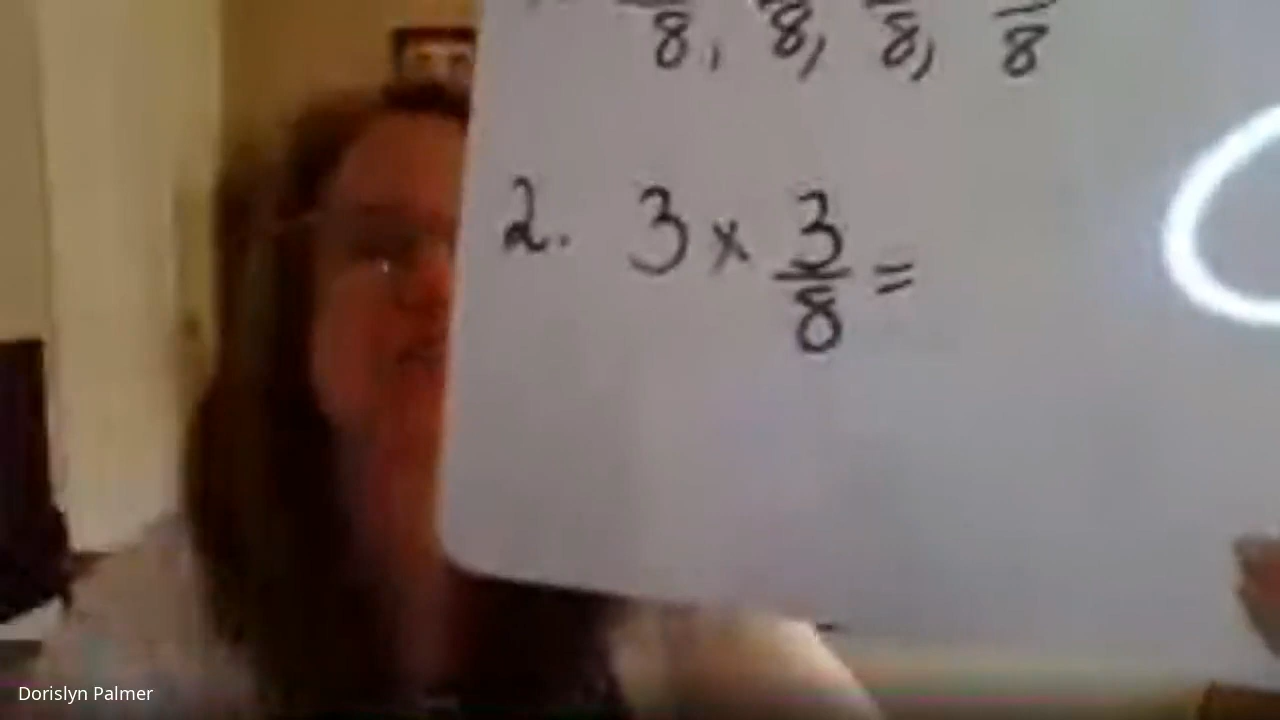 8, 8, 8, 8
2. 3 x 3/8 =
Dorislyn Palmer